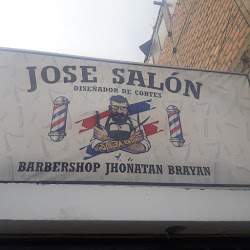 JOSE SALÓN
DISEÑADOR DE CORTES
BARBERSHOP JHONATAN BRAYAN